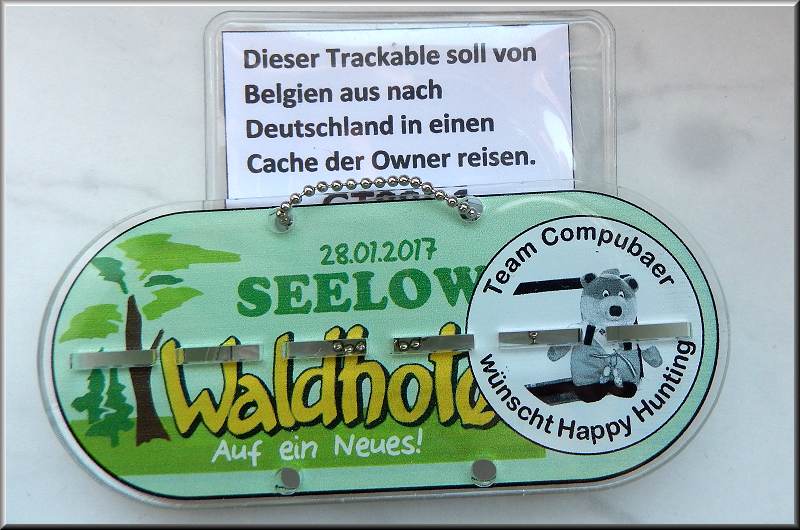 Dieser Trackable soll von
Belgien aus nach
Deutschland in einen
Cache der Owner reisen.
28.01.2017
SEELOW
Waldhote
Auf ein Neues!
Team Compubaer
wünscht Happy Hunting